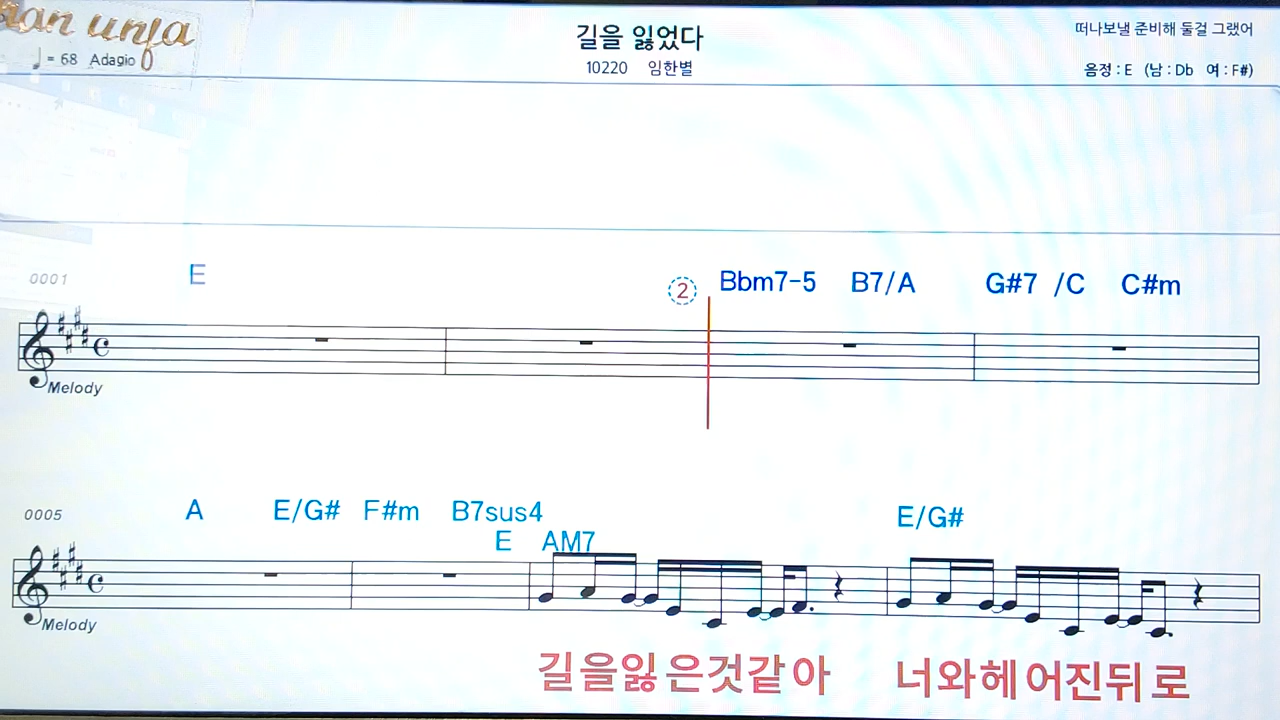 길을 잃었다
떠나보낼 준비해 둘걸 그랬어
♩ = 68 Adagio
10220 임한별
음정 : E (남 : Db 여 : F#)
0001 E ② Bbm7-5 B7/A G#7 /C C#m
Melody
0005 A E/G# F#m B7sus4 E/G#
E AM7
Melody
길을잃은것같아 너와헤어진뒤로